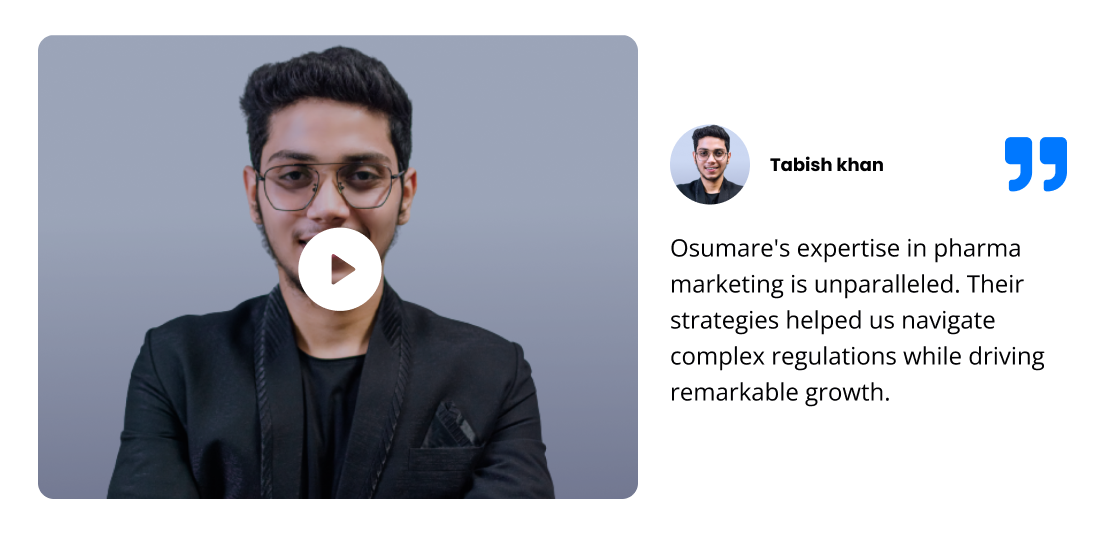 Tabish khan
Osumare's expertise in pharma
marketing is unparalleled. Their
strategies helped us navigate
complex regulations while driving
remarkable growth.